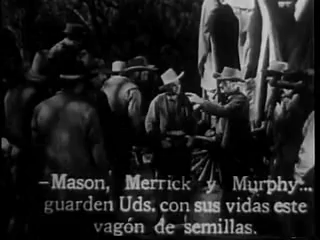 —Mason, Merrick y Murphy:..
guarden Uds. con sus vidas este
vagón de semillas.